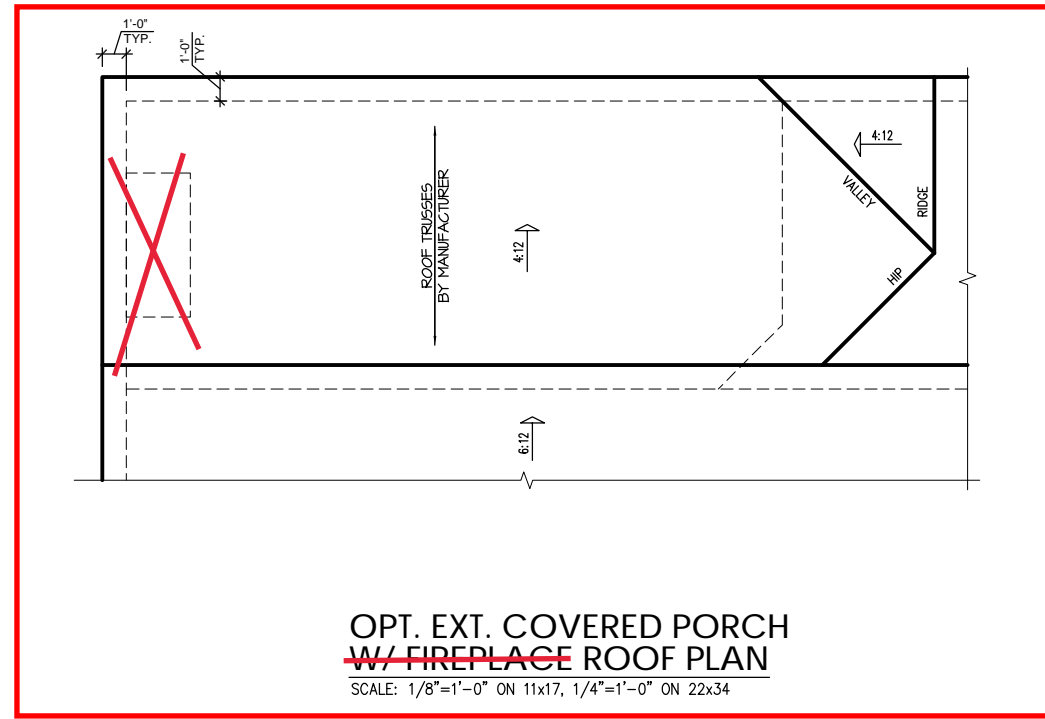 1'-0"
TYP.
1'-0"
TYP.
4:12
VALLEY
RIDGE
ROOF TRUSSES
BY MANUFACTURER
4:12
HIP
6:12
OPT. EXT. COVERED PORCH
W/ FIREPLACE ROOF PLAN
SCALE: 1/8"=1'-0" ON 11x17, 1/4"=1'-0" ON 22x34